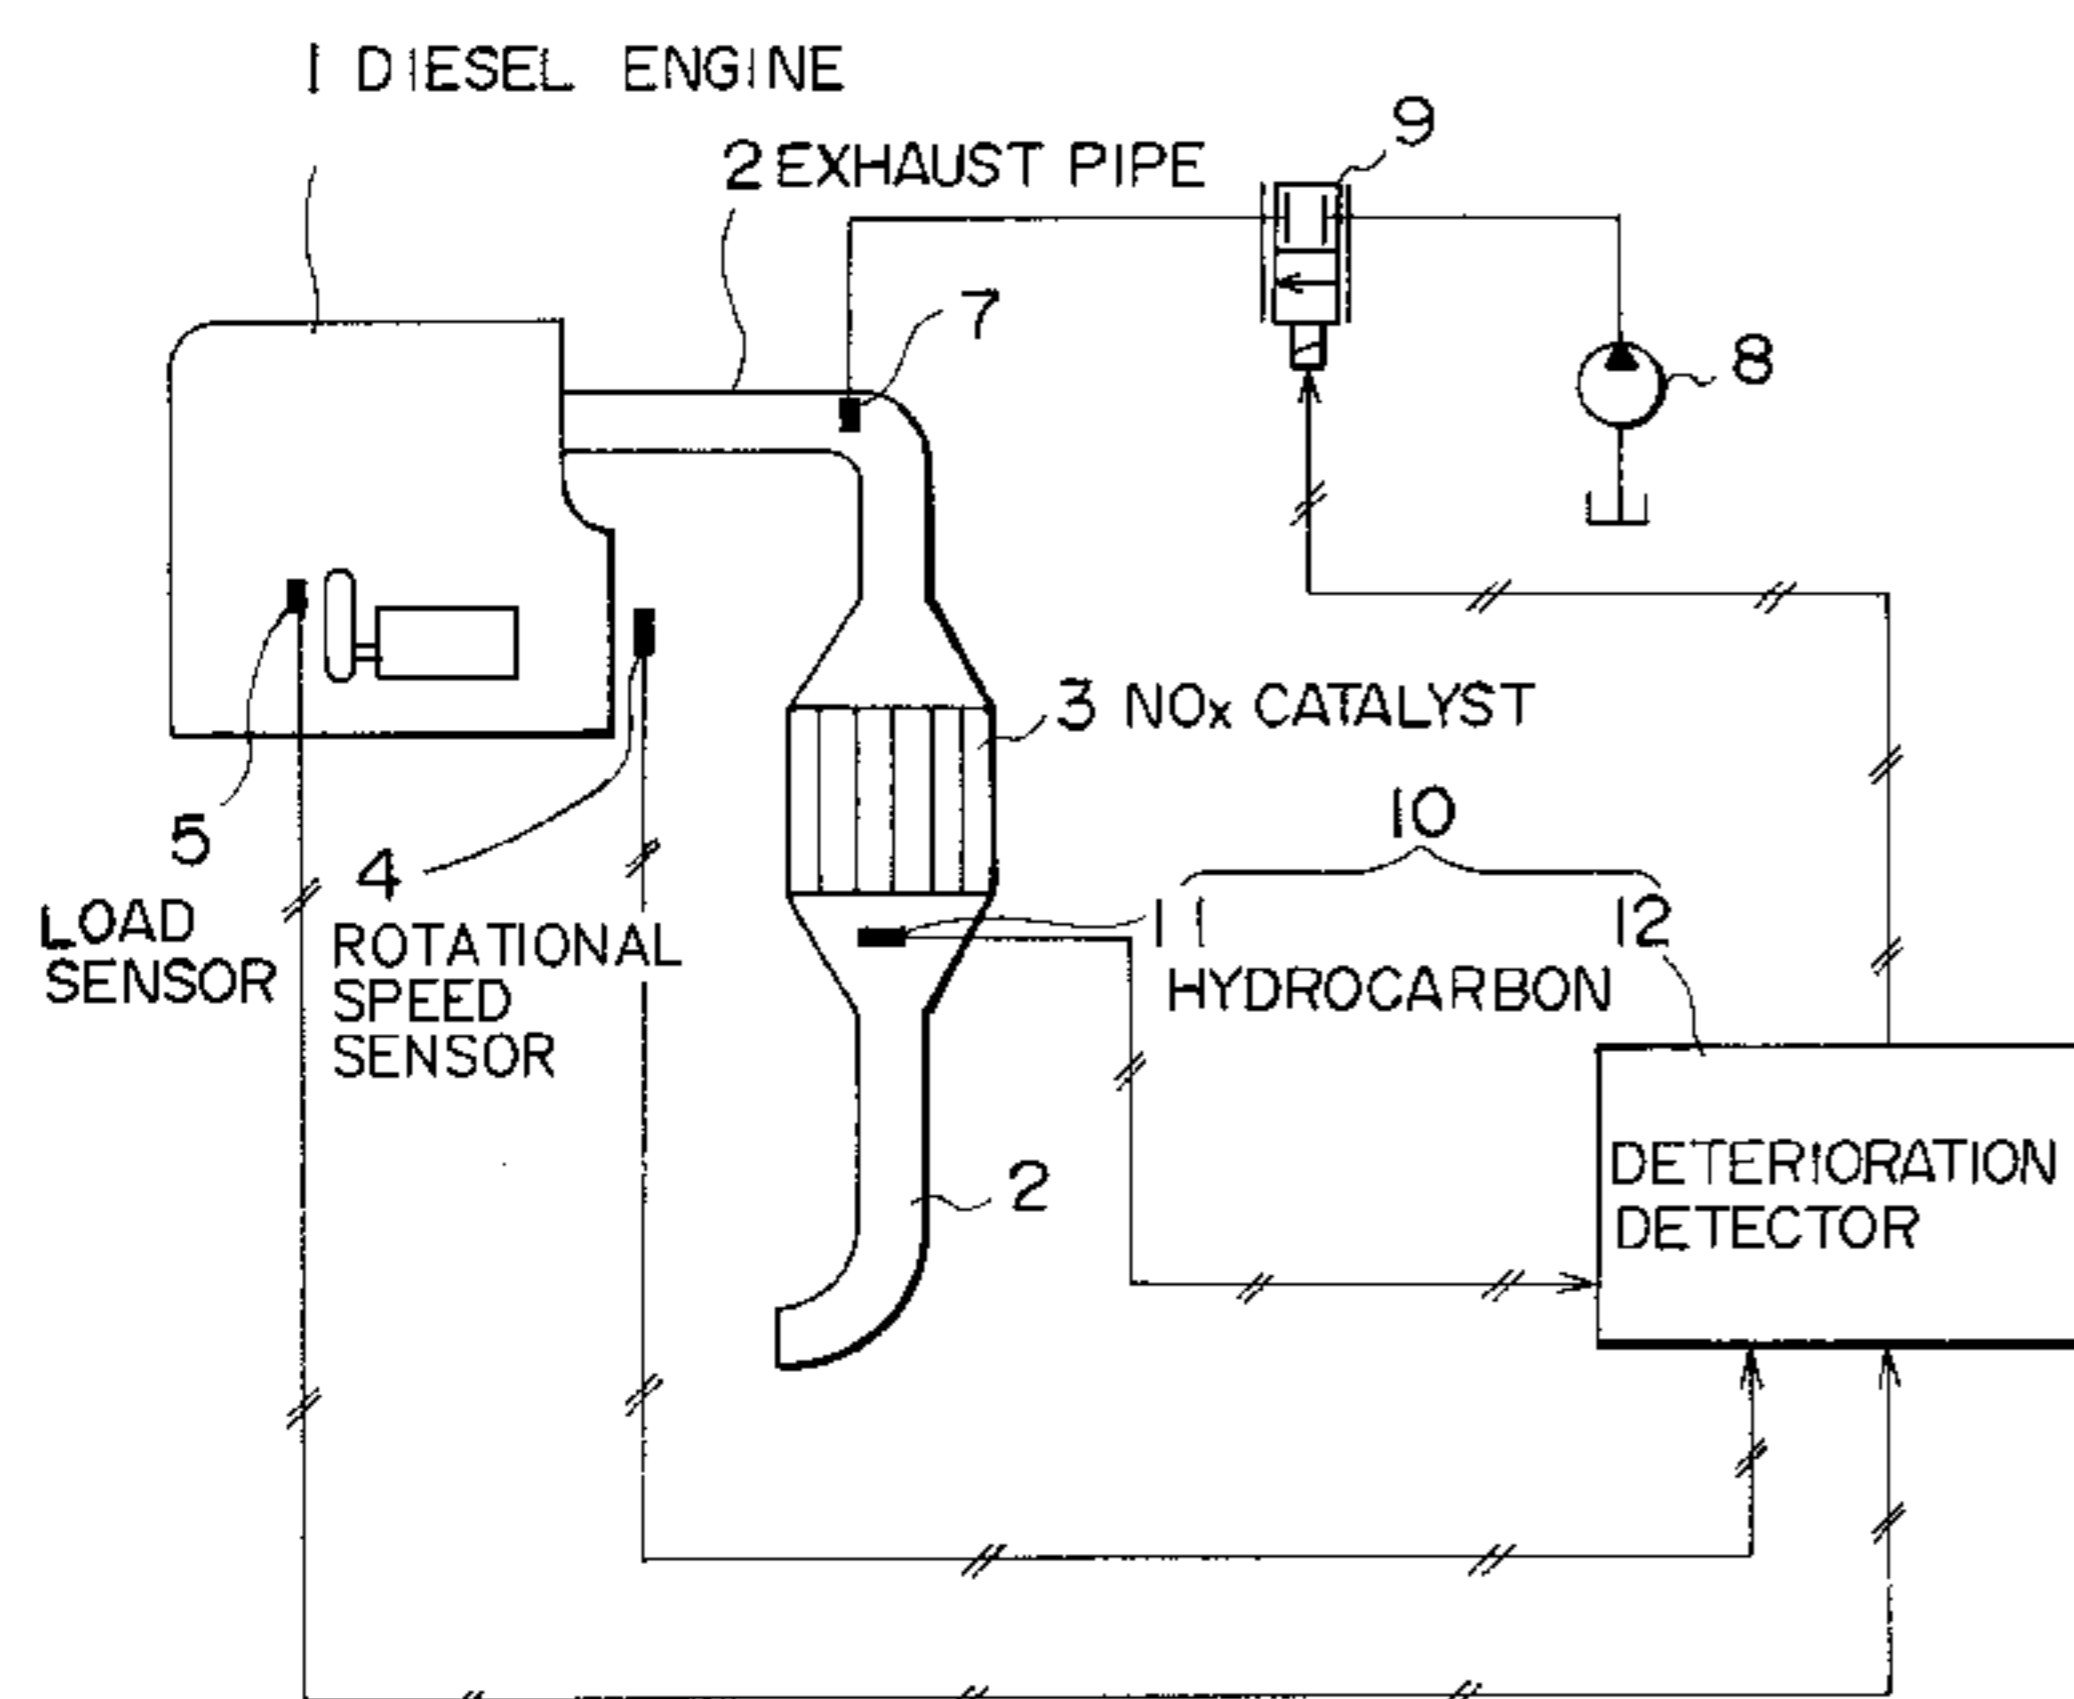 1 DIESEL ENGINE
2 EXHAUST PIPE
9
7
8
3 NOx CATALYST
10
5
4
11
12
LOAD
SENSOR
ROTATIONAL
SPEED
SENSOR
HYDROCARBON
2
DETERIORATION
DETECTOR